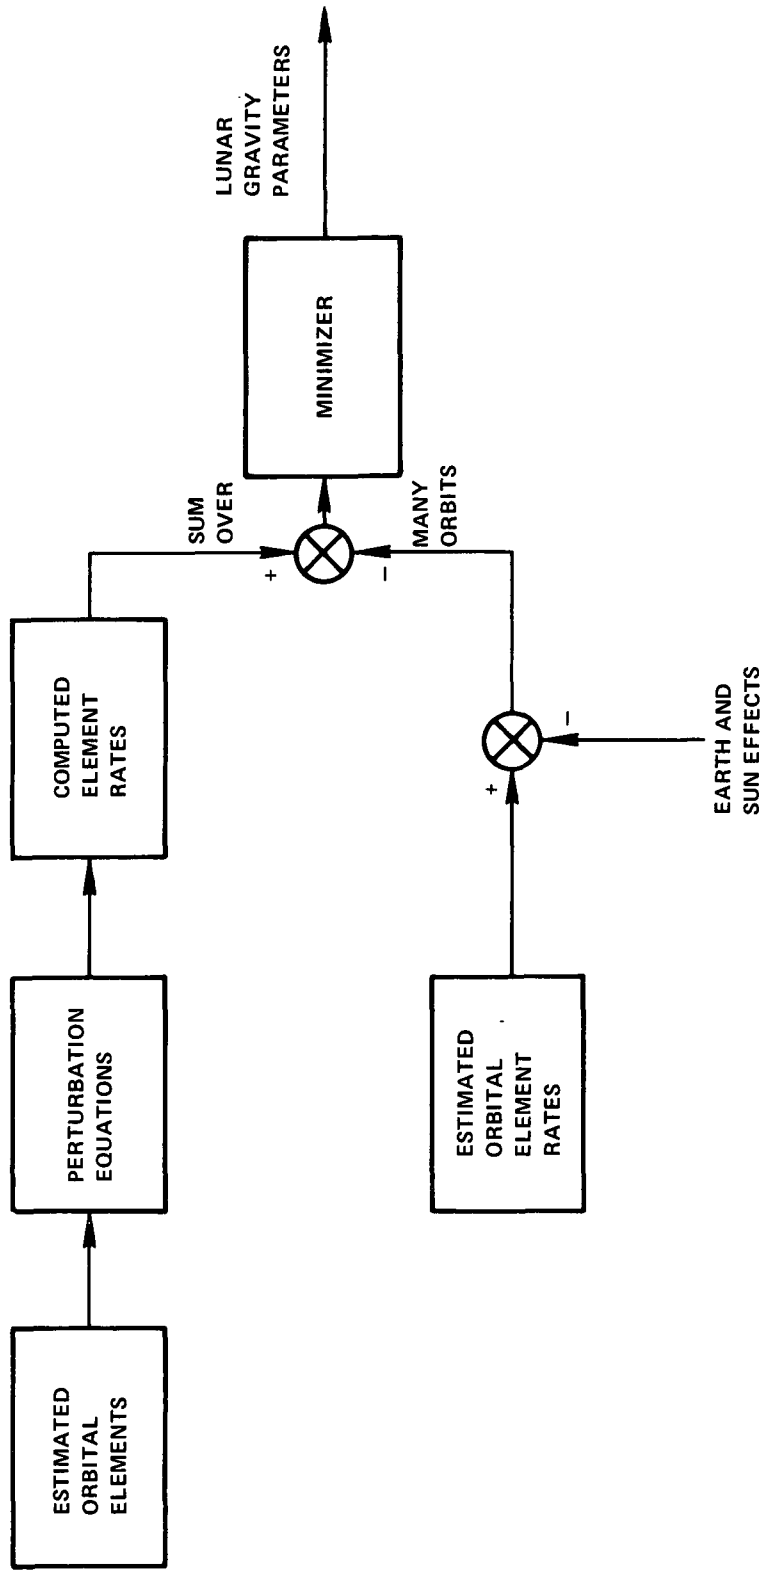 ESTIMATED
ORBITAL
ELEMENTS
PERTURBATION
EQUATIONS
COMPUTED
ELEMENT
RATES
SUM
OVER
+
−
MANY
ORBITS
MINIMIZER
LUNAR
GRAVITY
PARAMETERS
ESTIMATED
ORBITAL
ELEMENT
RATES
+
−
EARTH AND
SUN EFFECTS